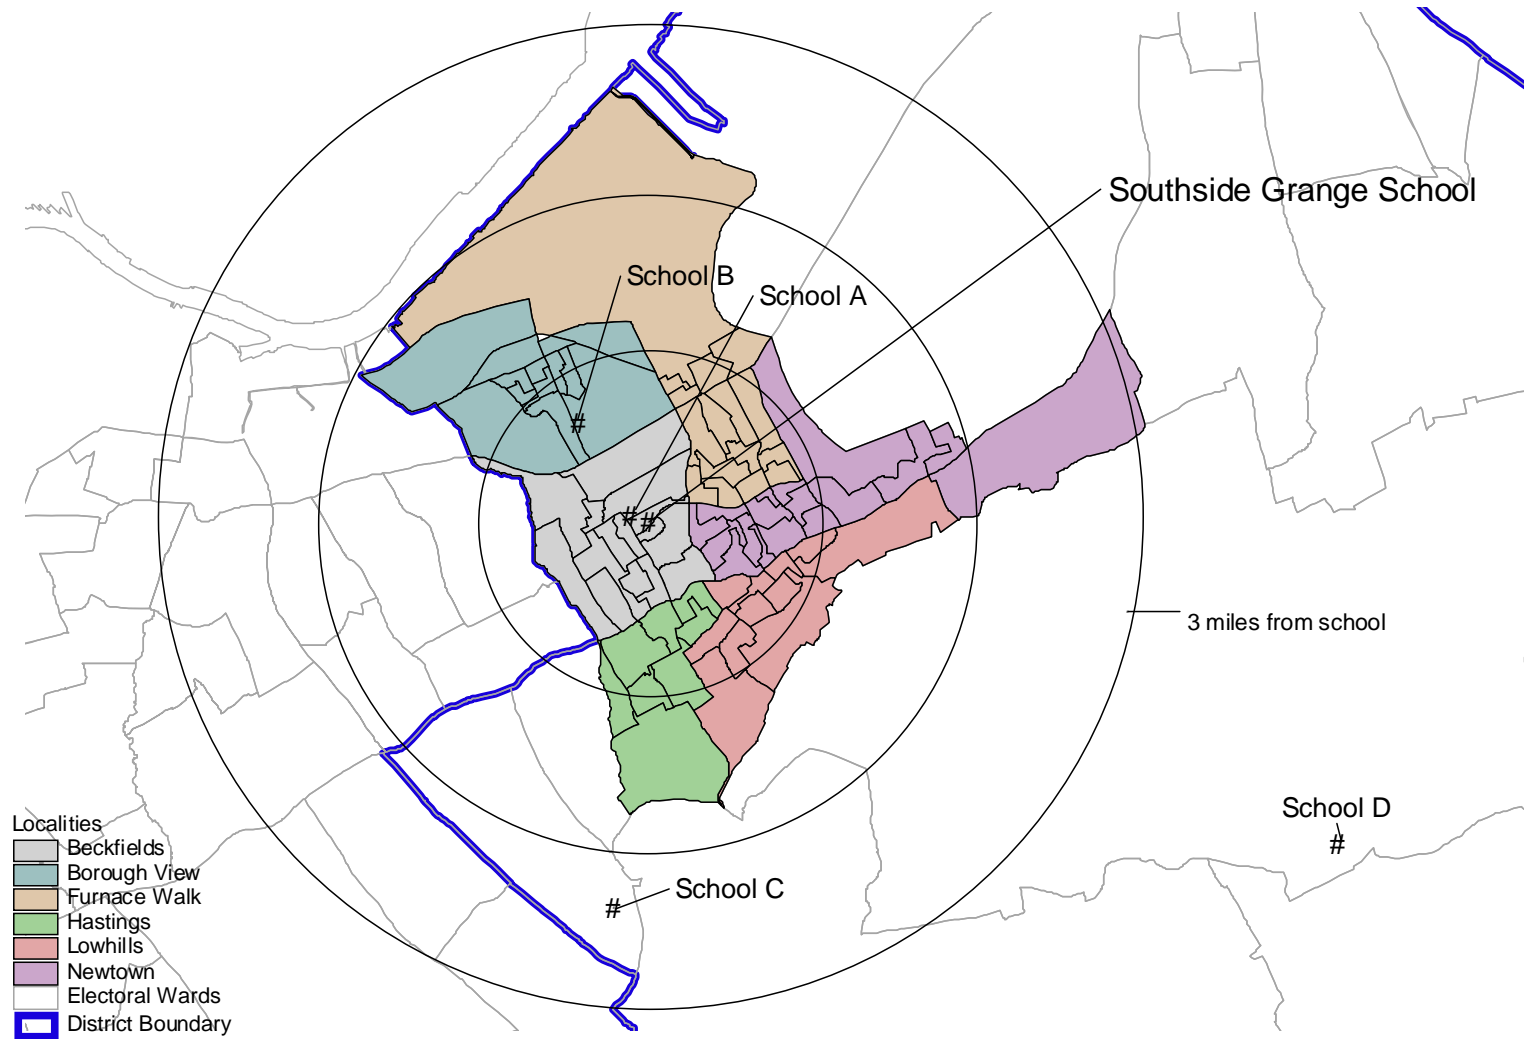 Southside Grange School
School B
School A
3 miles from school
School D
School C
Localities
Beckfields
Borough View
Furnace Walk
Hastings
Lowhills
Newtown
Electoral Wards
District Boundary
#
#
#
#
#